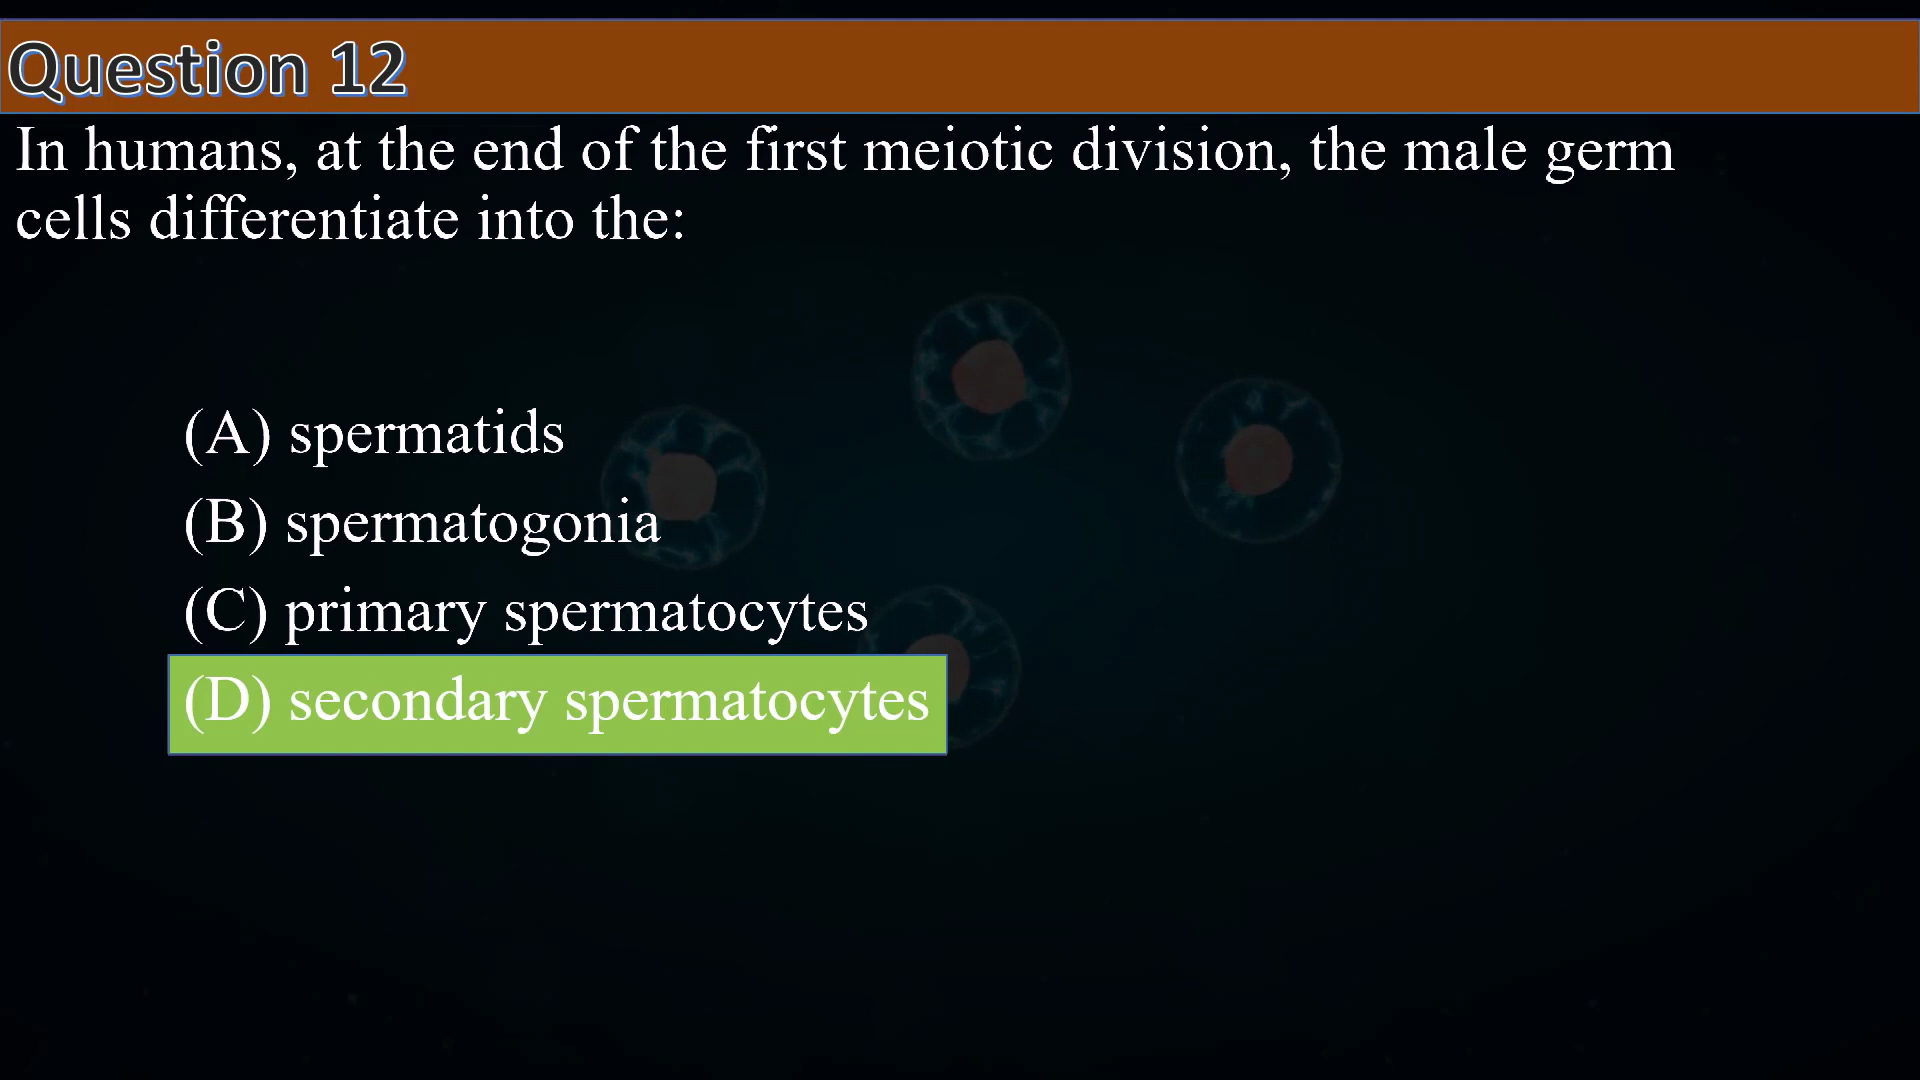 Question 12
In humans, at the end of the first meiotic division, the male germ
cells differentiate into the:
(A) spermatids
(B) spermatogonia
(C) primary spermatocytes
(D) secondary spermatocytes